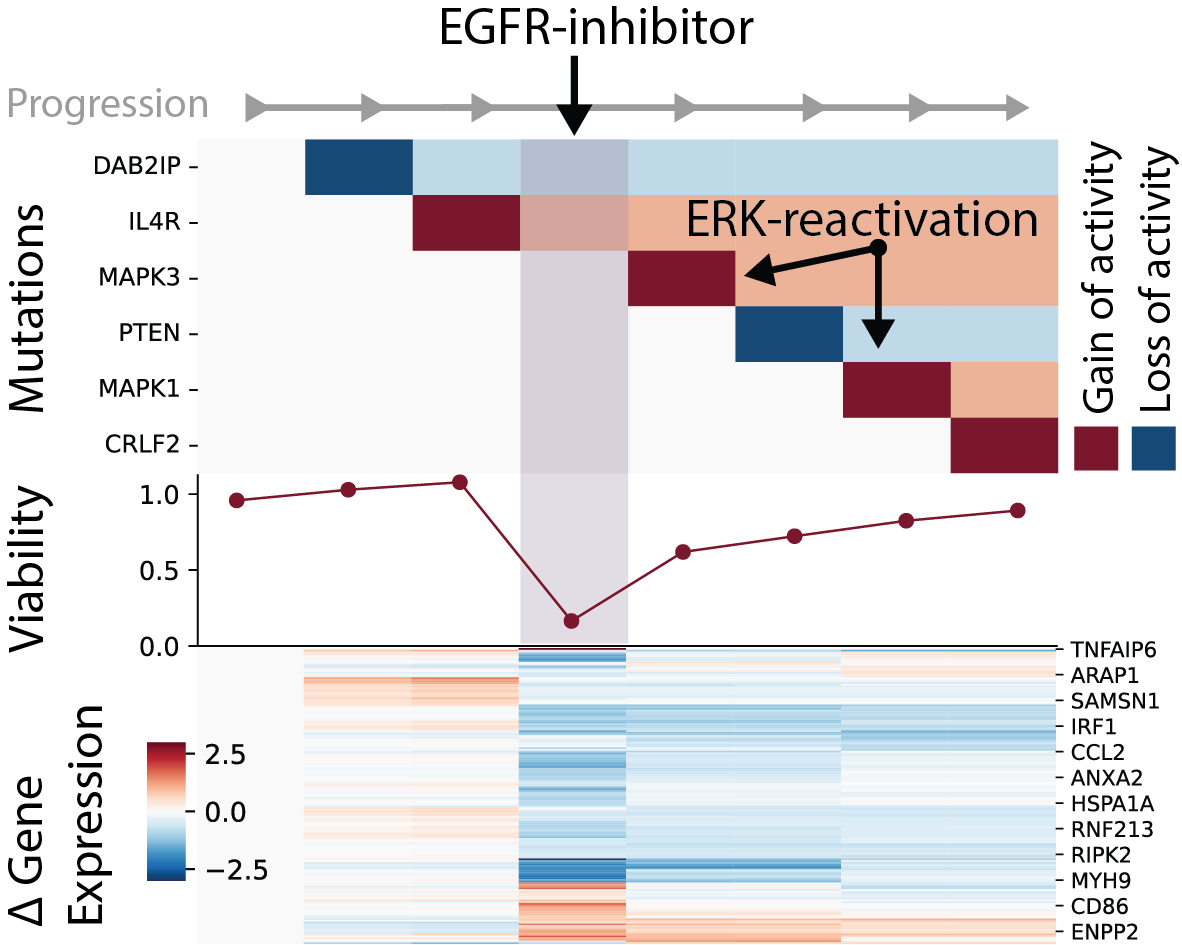 EGFR-inhibitor
Progression
Mutations
DAB2IP
IL4R
MAPK3
PTEN
MAPK1
CRLF2
ERK-reactivation
Gain of activity
Loss of activity
Viability
1.0
0.5
0.0
Δ Gene
Expression
2.5
0.0
−2.5
TNFAIP6
ARAP1
SAMSN1
IRF1
CCL2
ANXA2
HSPA1A
RNF213
RIPK2
MYH9
CD86
ENPP2